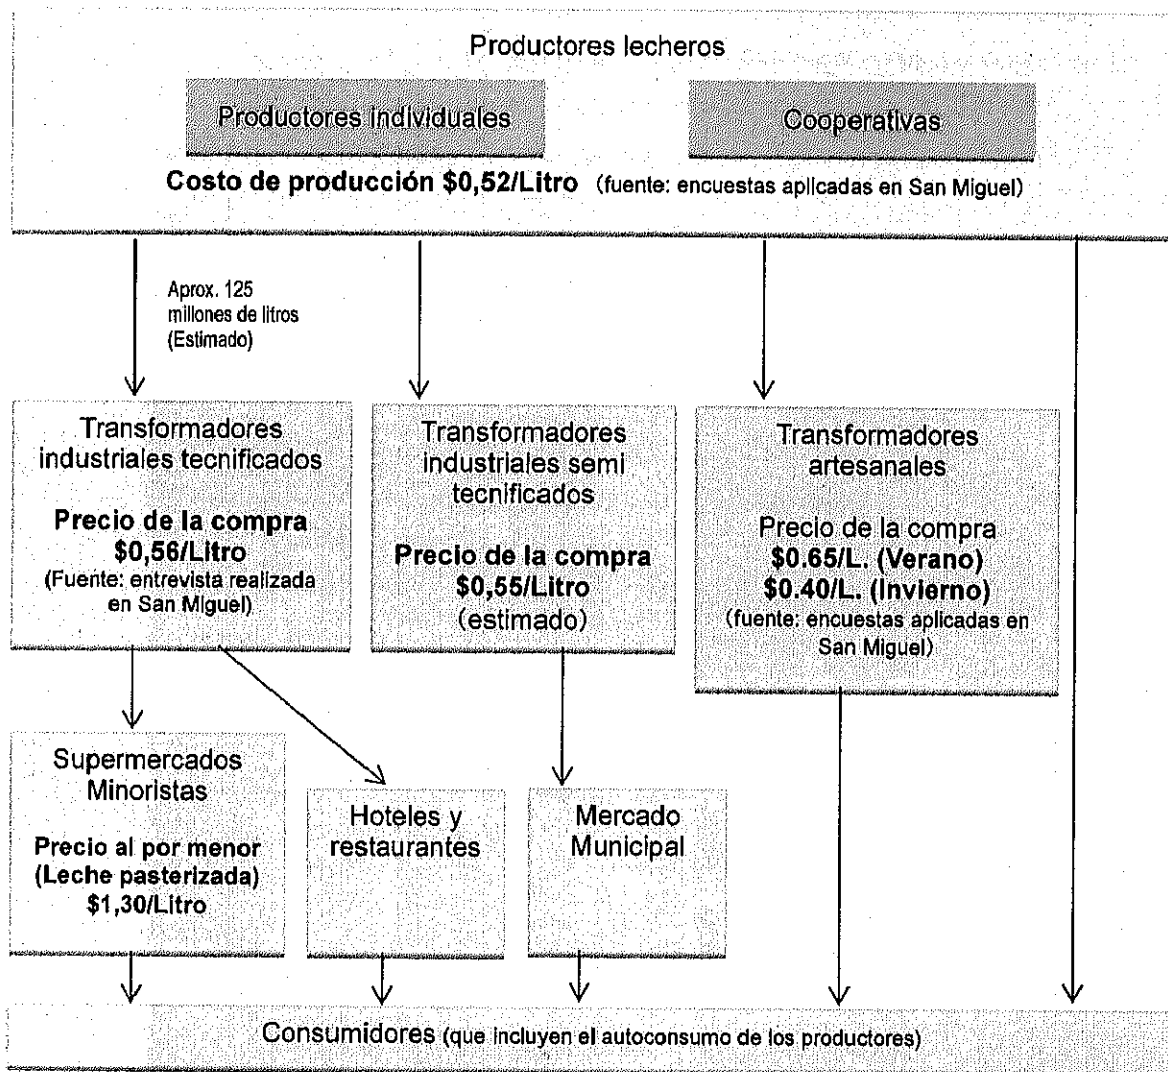 Productores lecheros
Productores individuales
Cooperativas
Costo de producción $0,52/Litro (fuente: encuestas aplicadas en San Miguel)
Aprox. 125
millones de litros
(Estimado)
Transformadores
industriales tecnificados
Precio de la compra
$0,56/Litro
(Fuente: entrevista realizada
en San Miguel)
Transformadores
industriales semi
tecnificados
Precio de la compra
$0,55/Litro
(estimado)
Transformadores
artesanales
Precio de la compra
$0.65/L. (Verano)
$0.40/L. (Invierno)
(fuente: encuestas aplicadas en
San Miguel)
Supermercados
Minoristas
Precio al por menor
(Leche pasterizada)
$1,30/Litro
Hoteles y
restaurantes
Mercado
Municipal
Consumidores (que incluyen el autoconsumo de los productores)